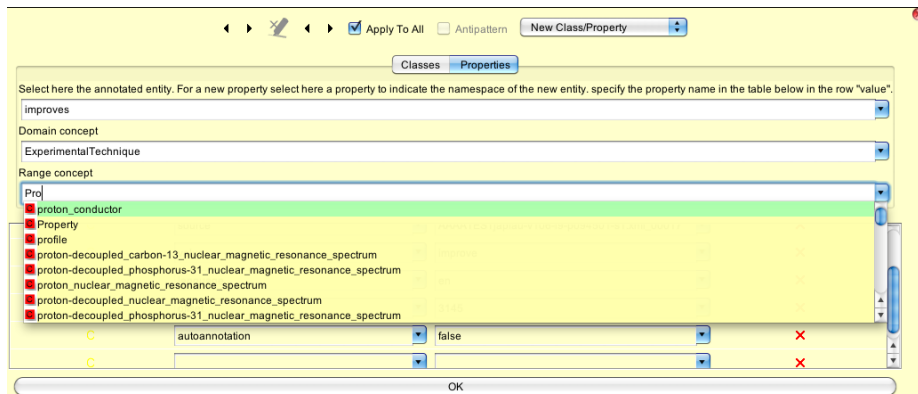 Apply To All Antipattern New Class/Property
Classes Properties
Select here the annotated entity. For a new property select here a property to indicate the namespace of the new entity. specify the property name in the table below in the row "value".
improves
Domain concept
ExperimentalTechnique
Range concept
Pro
C proton_conductor
C Property
C profile
C proton-decoupled_carbon-13_nuclear_magnetic_resonance_spectrum
C proton-decoupled_phosphorus-31_nuclear_magnetic_resonance_spectrum
C proton_nuclear_magnetic_resonance_spectrum
C proton-decoupled_nuclear_magnetic_resonance_spectrum
C proton-decoupled_phosphorus-31_nuclear_magnetic_resonance_spectrum
C autoannotation false
C
OK